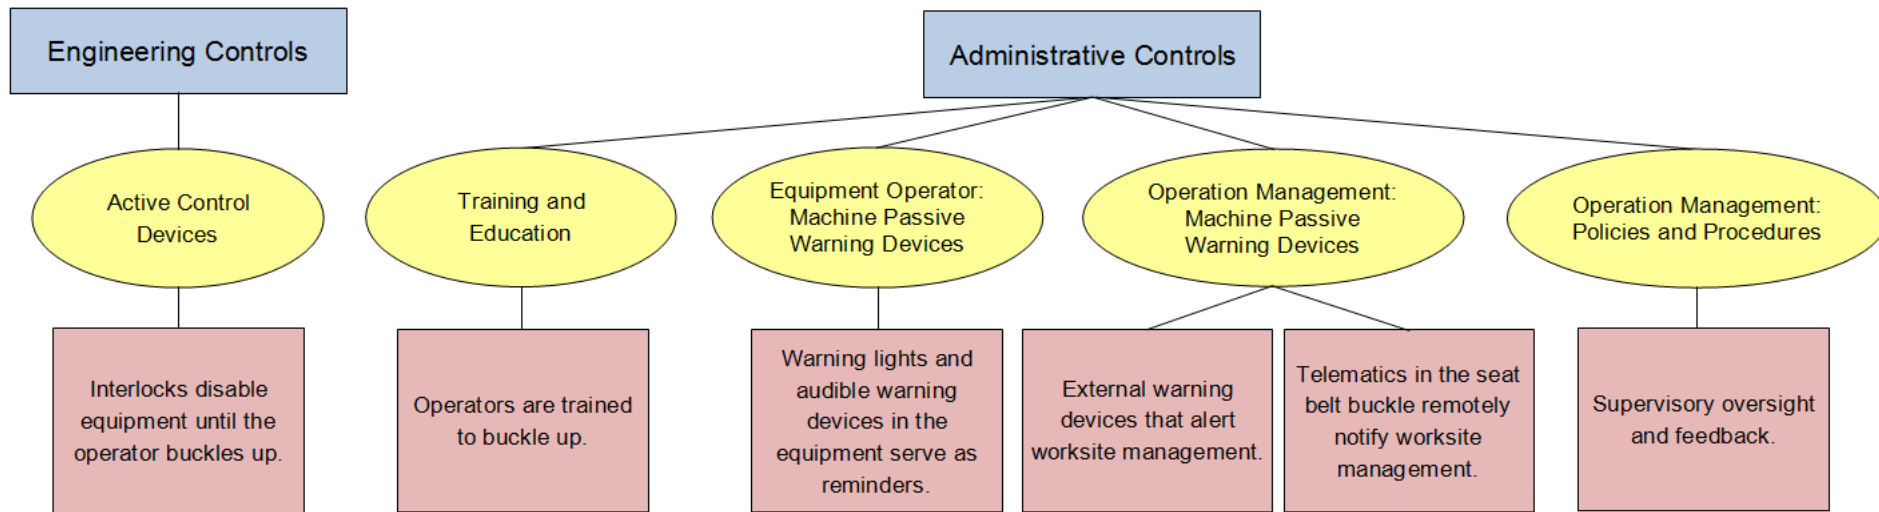 Engineering Controls
Administrative Controls
Active Control
Devices
Training and
Education
Equipment Operator:
Machine Passive
Warning Devices
Operation Management:
Machine Passive
Warning Devices
Operation Management:
Policies and Procedures
Interlocks disable
equipment until the
operator buckles up.
Operators are trained
to buckle up.
Warning lights and
audible warning
devices in the
equipment serve as
reminders.
External warning
devices that alert
worksite management.
Telematics in the seat
belt buckle remotely
notify worksite
management.
Supervisory oversight
and feedback.